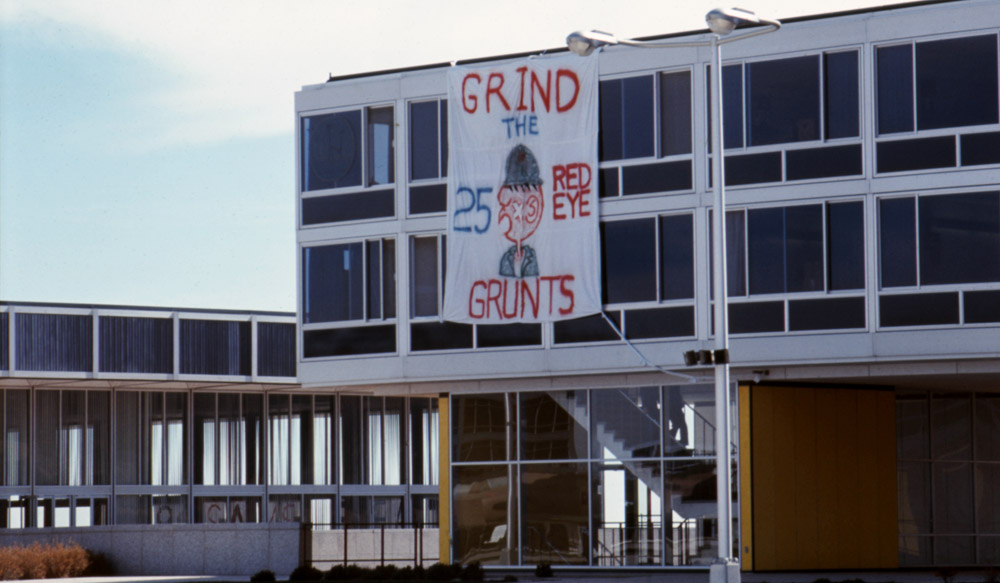 GRIND
THE
25 RED
EYE
GRUNTS